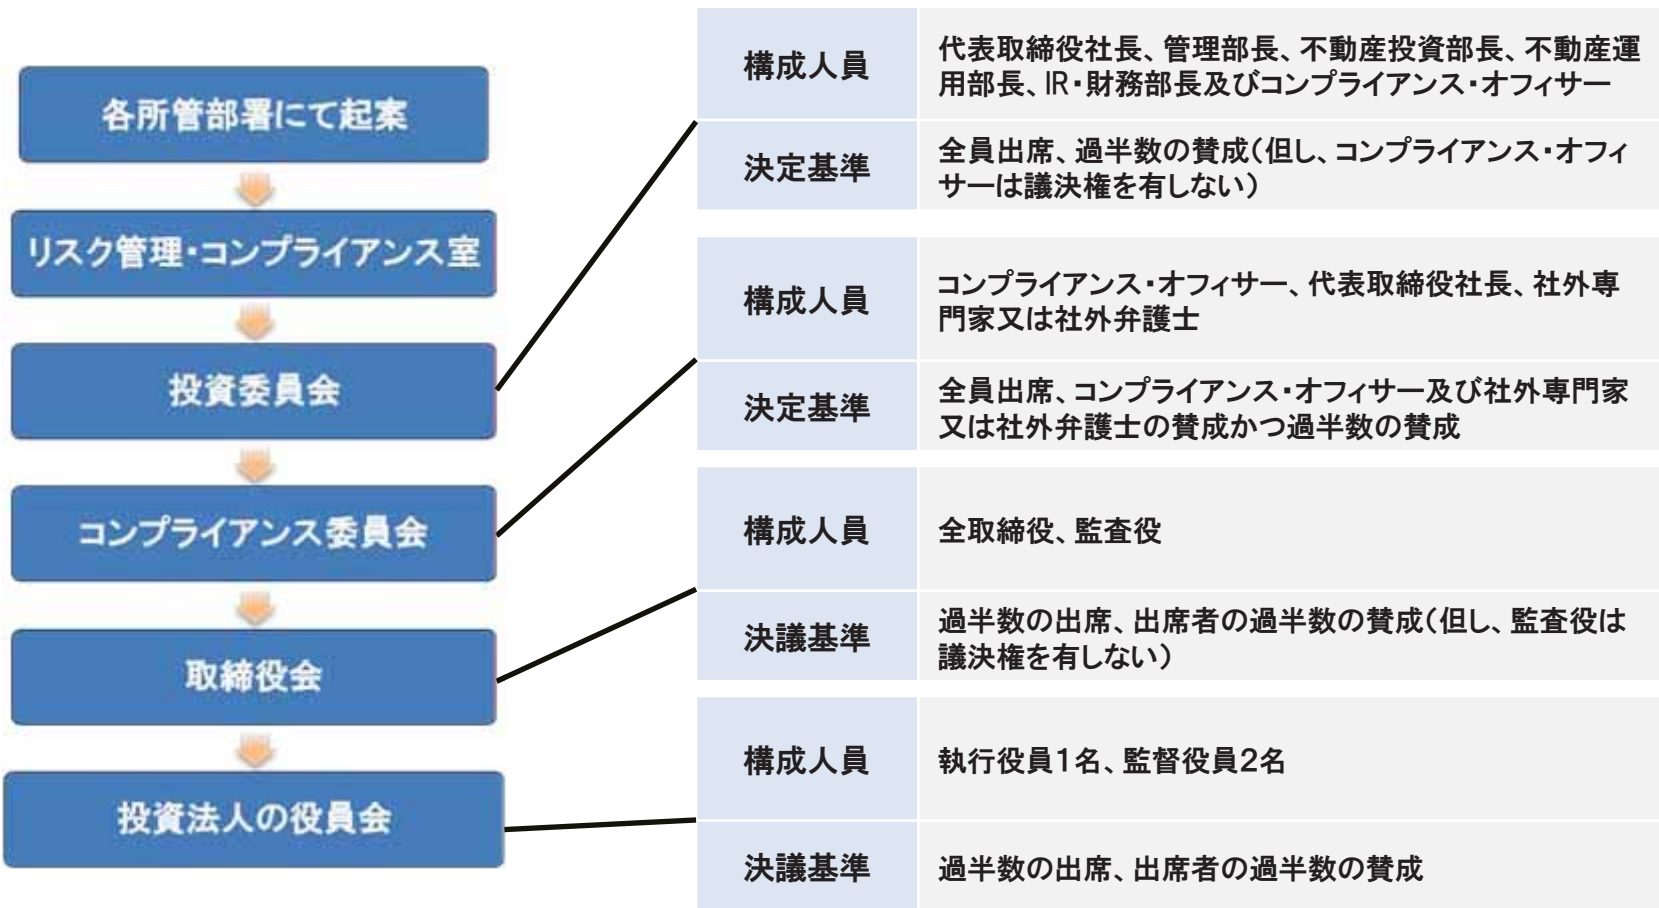 各所管部署にて起案
リスク管理・コンプライアンス室
投資委員会
コンプライアンス委員会
取締役会
投資法人の役員会
構成人員
代表取締役社長、管理部長、不動産投資部長、不動産運
用部長、IR・財務部長及びコンプライアンス・オフィサー
決定基準
全員出席、過半数の賛成（但し、コンプライアンス・オフィ
サーは議決権を有しない）
構成人員
コンプライアンス・オフィサー、代表取締役社長、社外専
門家又は社外弁護士
決定基準
全員出席、コンプライアンス・オフィサー及び社外専門家
又は社外弁護士の賛成かつ過半数の賛成
構成人員
全取締役、監査役
決議基準
過半数の出席、出席者の過半数の賛成（但し、監査役は
議決権を有しない）
構成人員
執行役員1名、監督役員2名
決議基準
過半数の出席、出席者の過半数の賛成